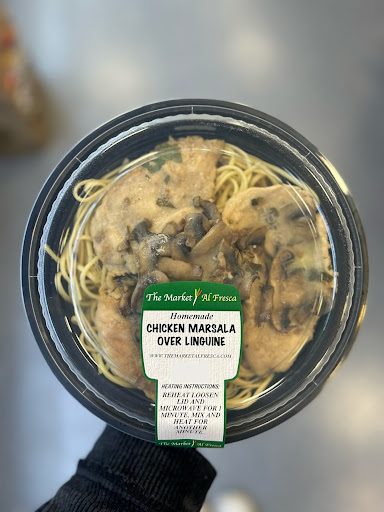 The Market Al Fresca
Homemade
CHICKEN MARSALA
OVER LINGUINE
WWW.THEMARKETALFRESCA.COM
HEATING INSTRUCTIONS:
REHEAT LOOSEN
LID AND
MICROWAVE FOR 1
MINUTE, MIX AND
HEAT FOR
ANOTHER
MINUTE
The Market Al Fresca